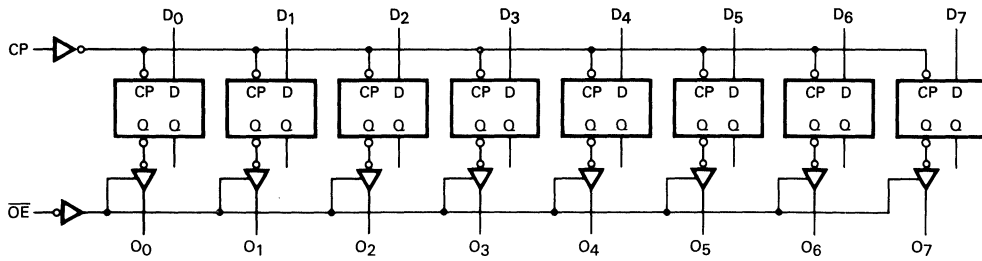 D0 D1 D2 D3 D4 D5 D6 D7
CP
CP D CP D CP D CP D CP D CP D CP D CP D
Q Q Q Q Q Q Q Q Q Q Q Q Q Q Q Q
OE
O0 O1 O2 O3 O4 O5 O6 O7